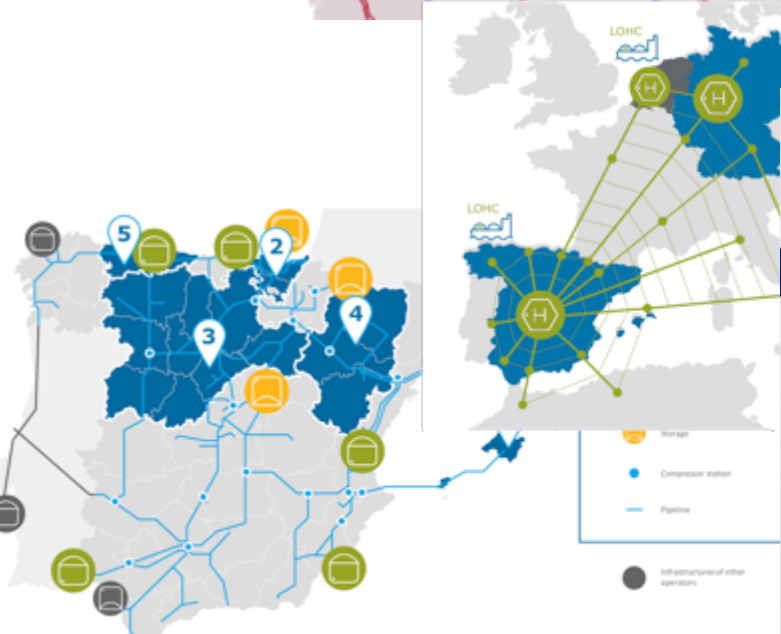 LOHC
H
H
LOHC
H
5
2
4
3
Storage
Compressor station
Pipeline
Infrastructures of other
operators